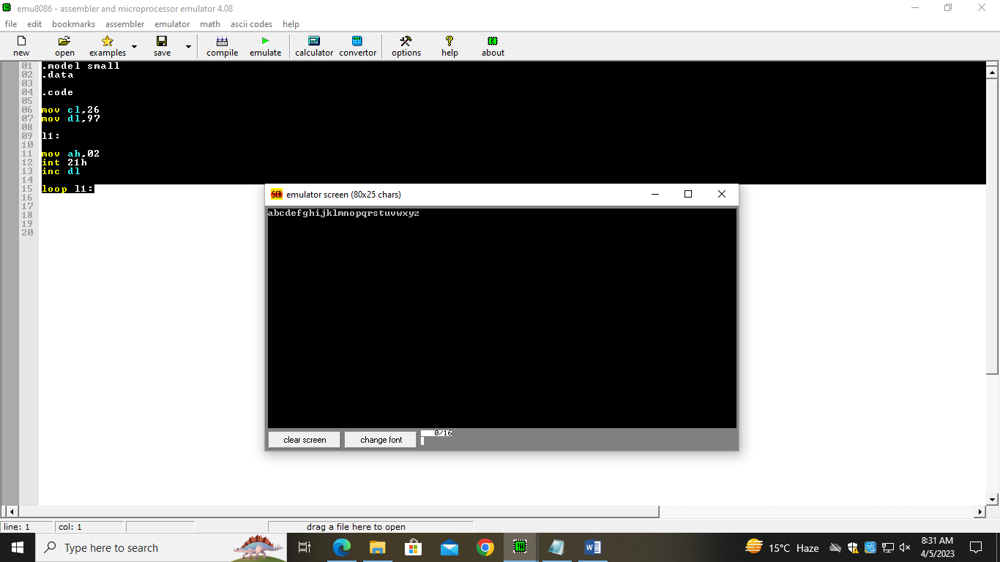 emu8086 - assembler and microprocessor emulator 4.08
file edit bookmarks assembler emulator math ascii codes help
new open examples save compile emulate calculator convertor options help about
01 .model small
02 .data
03
04 .code
05
06 mov cl,26
07 mov dl,97
08
09 l1:
10
11 mov ah,02
12 int 21h
13 inc dl
14
15 loop l1:
16
17
18
19
20
SCR emulator screen (80x25 chars)
abcdefghijklmnopqrstuvwxyz
clear screen change font 0/16
line: 1 col: 1 drag a file here to open
Type here to search 15°C Haze 8:31 AM
4/5/2023